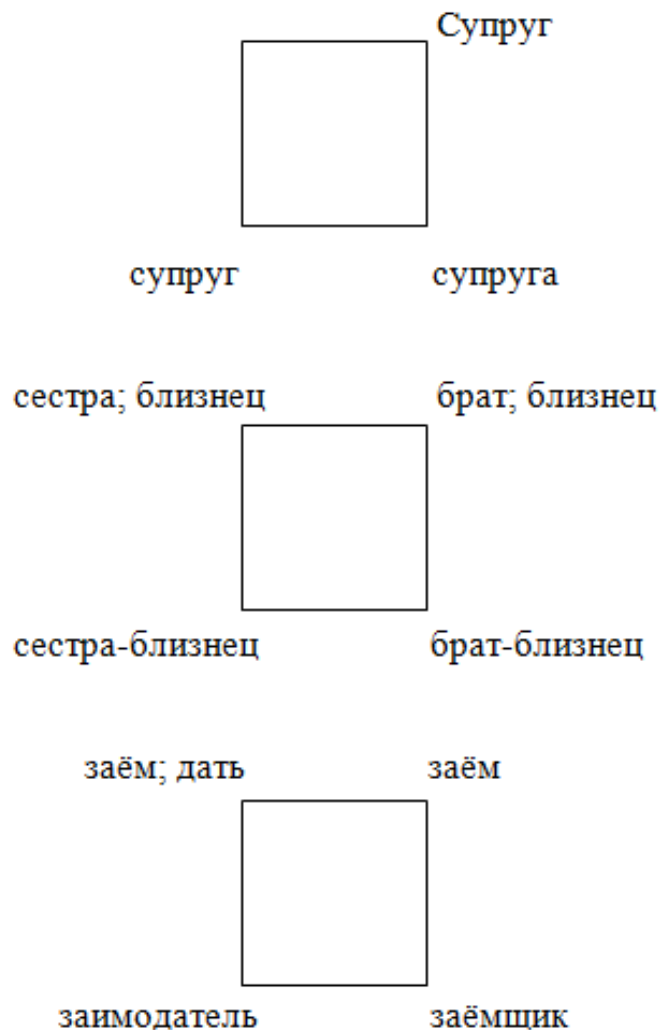 Супруг
супруг супруга
сестра; близнец брат; близнец
сестра-близнец брат-близнец
заём; дать заём
заимодатель заёмщик